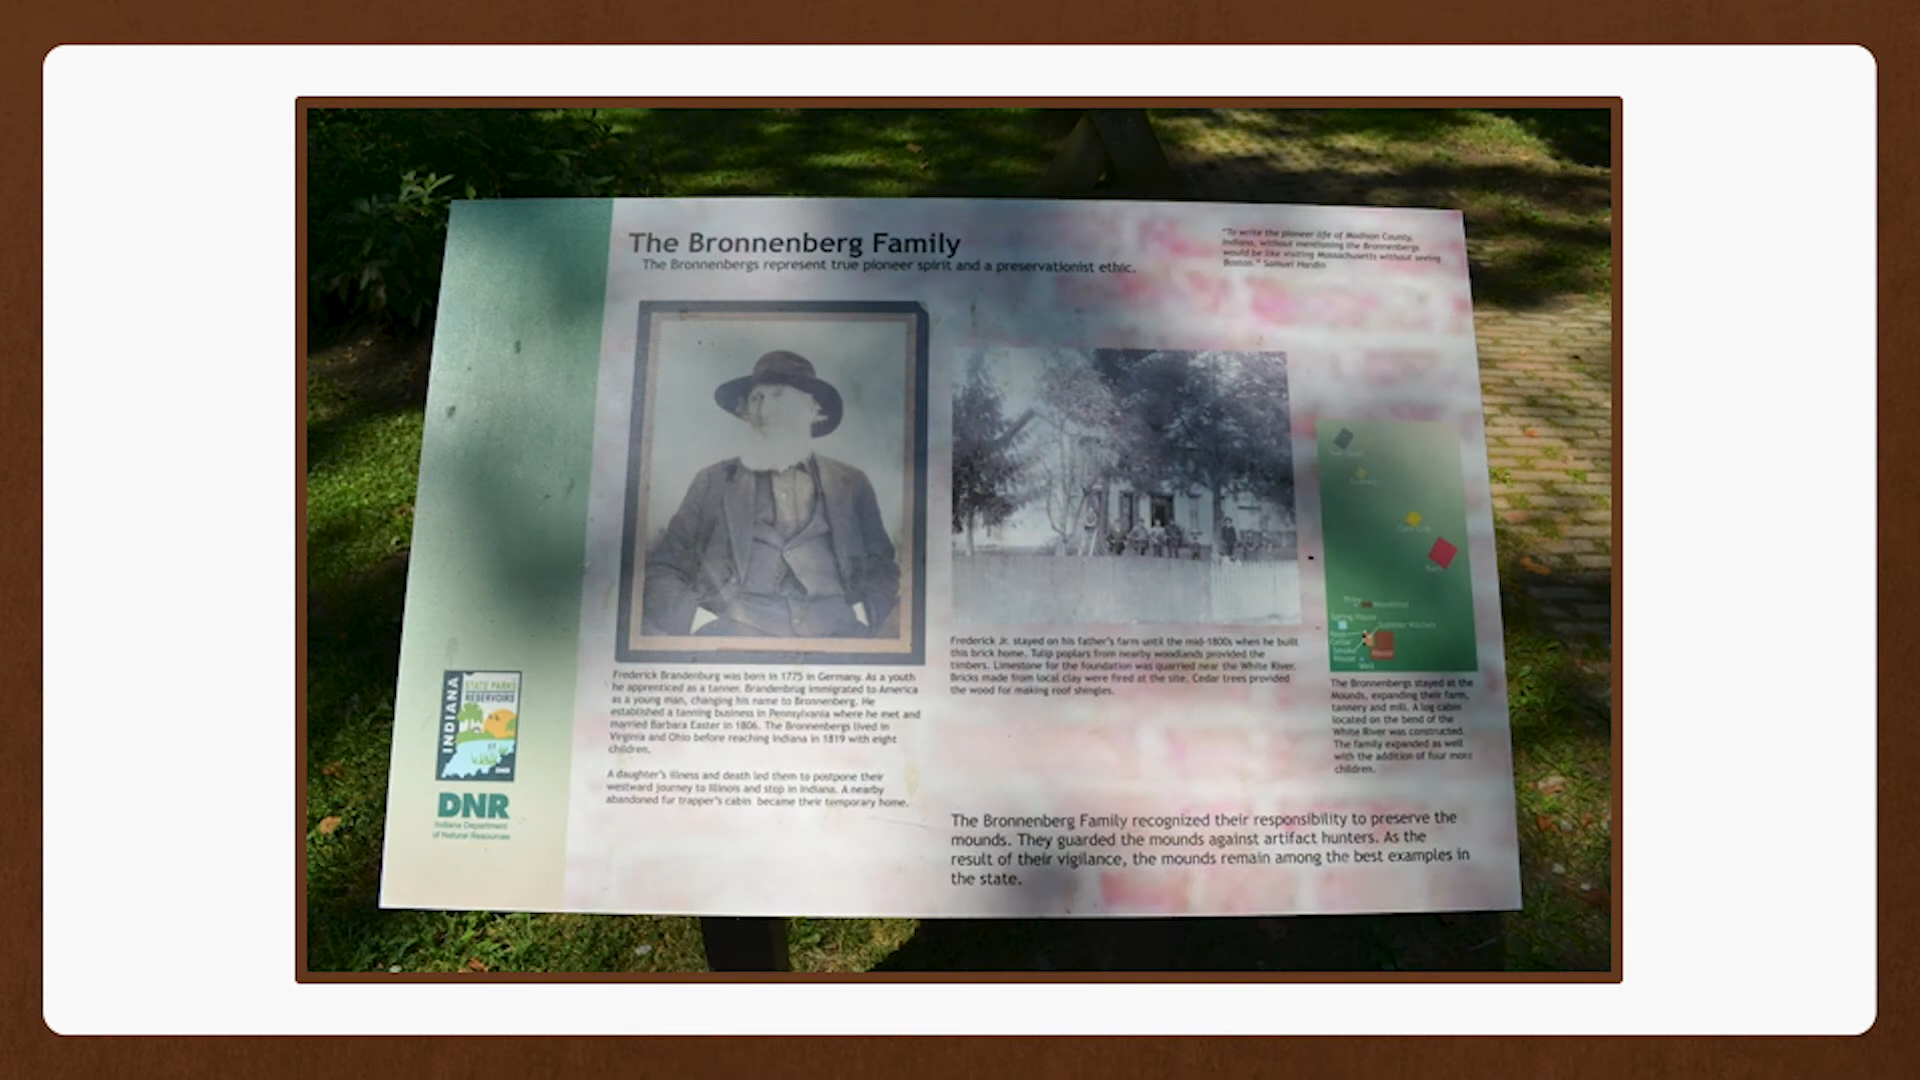 The Bronnenberg Family
The Bronnenbergs represent true pioneer spirit and a preservationist ethic.
"To write the pioneer life of Madison County,
Indiana, without mentioning the Bronnenbergs
would be like visiting Massachusetts without seeing
Boston." Samuel Hardin
Frederick Brandenburg was born in 1775 in Germany. As a youth
he apprenticed as a tanner. Brandenbrug immigrated to America
as a young man, changing his name to Bronnenberg. He
established a tanning business in Pennsylvania where he met and
married Barbara Easter in 1806. The Bronnenbergs lived in
Virginia and Ohio before reaching Indiana in 1819 with eight
children.
A daughter's illness and death led them to postpone their
westward journey to Illinois and stop in Indiana. A nearby
abandoned fur trapper's cabin became their temporary home.
Frederick Jr. stayed on his father's farm until the mid-1800s when he built
this brick home. Tulip poplars from nearby woodlands provided the
timbers. Limestone for the foundation was quarried near the White River.
Bricks made from local clay were fired at the site. Cedar trees provided
the wood for making roof shingles.
Privy
Woodshed
Spring House
Summer Kitchen
Root
Cellar
Smoke
House
House
Well
The Bronnenbergs stayed at the
Mounds, expanding their farm,
tannery and mill. A log cabin
located on the bend of the
White River was constructed.
The family expanded as well
with the addition of four more
children.
The Bronnenberg Family recognized their responsibility to preserve the
mounds. They guarded the mounds against artifact hunters. As the
result of their vigilance, the mounds remain among the best examples in
the state.
INDIANA
STATE PARKS
RESERVOIRS
DNR
DNR
Indiana Department
of Natural Resources